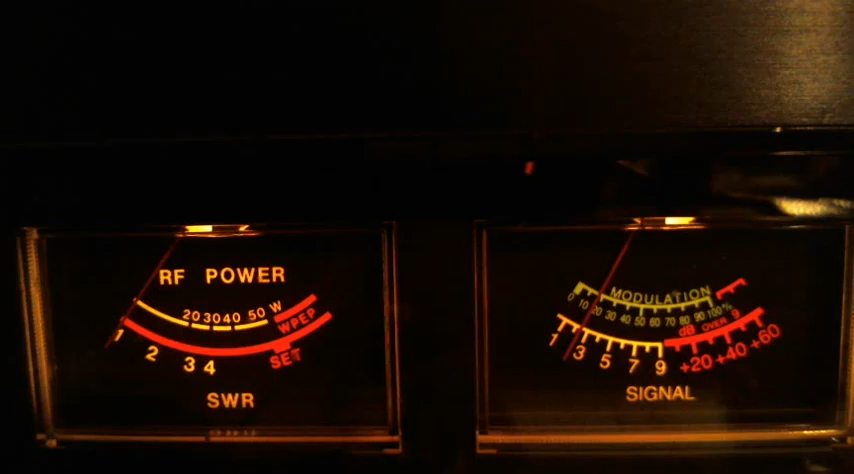 RF POWER
20 30 40 50 W
WPEP
1 2 3 4 SET
SWR
MODULATION
0 10 20 30 40 50 60 70 80 90 100%
dB OVER 9
1 3 5 7 9 +20 +40 +60
SIGNAL